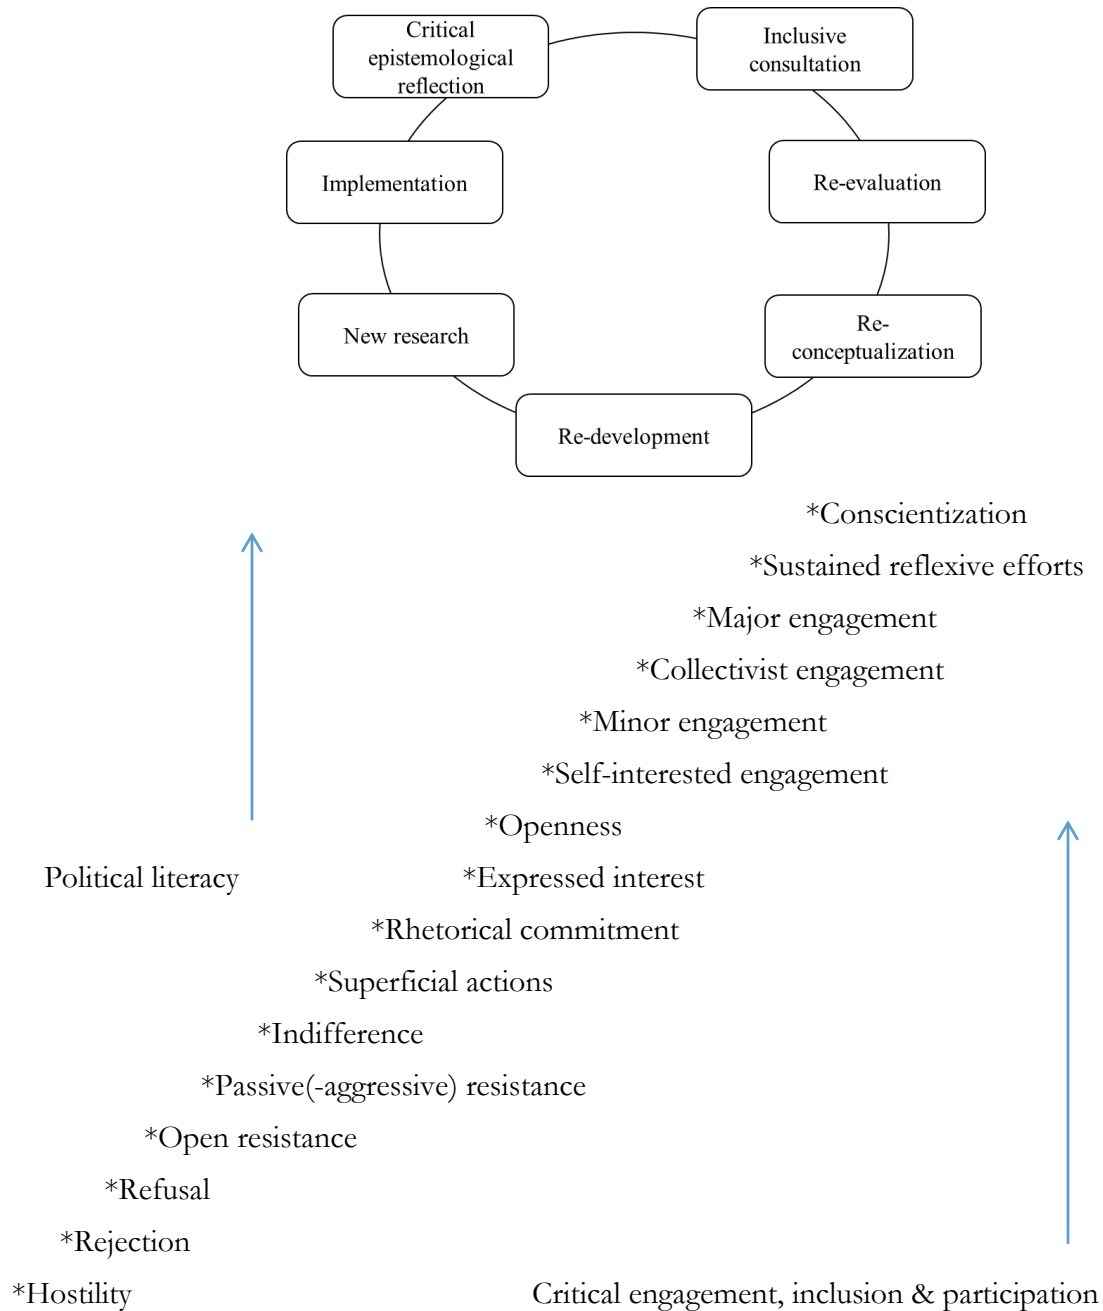 Critical
epistemological
reflection
Inclusive
consultation
Implementation
Re-evaluation
New research
Re-
conceptualization
Re-development
*Conscientization
*Sustained reflexive efforts
*Major engagement
*Collectivist engagement
*Minor engagement
*Self-interested engagement
*Openness
Political literacy
*Expressed interest
*Rhetorical commitment
*Superficial actions
*Indifference
*Passive(-aggressive) resistance
*Open resistance
*Refusal
*Rejection
*Hostility
Critical engagement, inclusion & participation